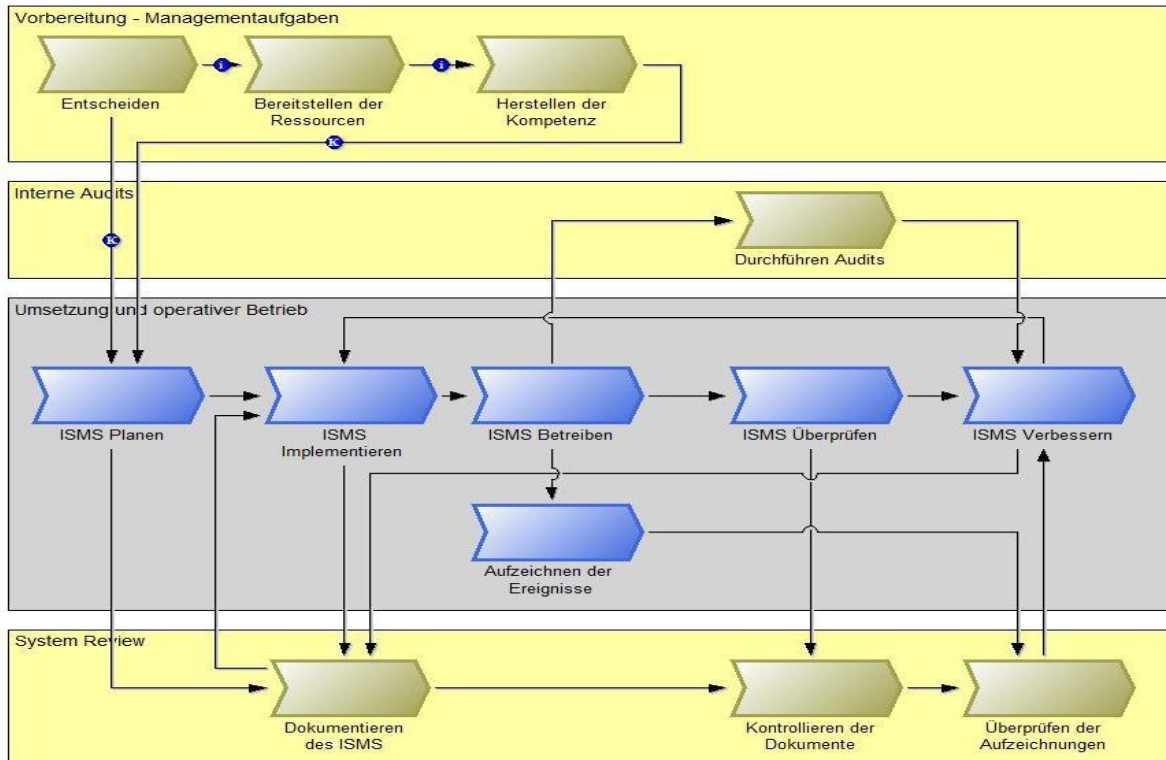 Vorbereitung - Managementaufgaben
i
i
Entscheiden
Bereitstellen der
Ressourcen
Herstellen der
Kompetenz
K
Interne Audits
K
Durchführen Audits
Umsetzung und operativer Betrieb
ISMS Planen
ISMS
Implementieren
ISMS Betreiben
ISMS Überprüfen
ISMS Verbessern
Aufzeichnen der
Ereignisse
System Review
Dokumentieren
des ISMS
Kontrollieren der
Dokumente
Überprüfen der
Aufzeichnungen